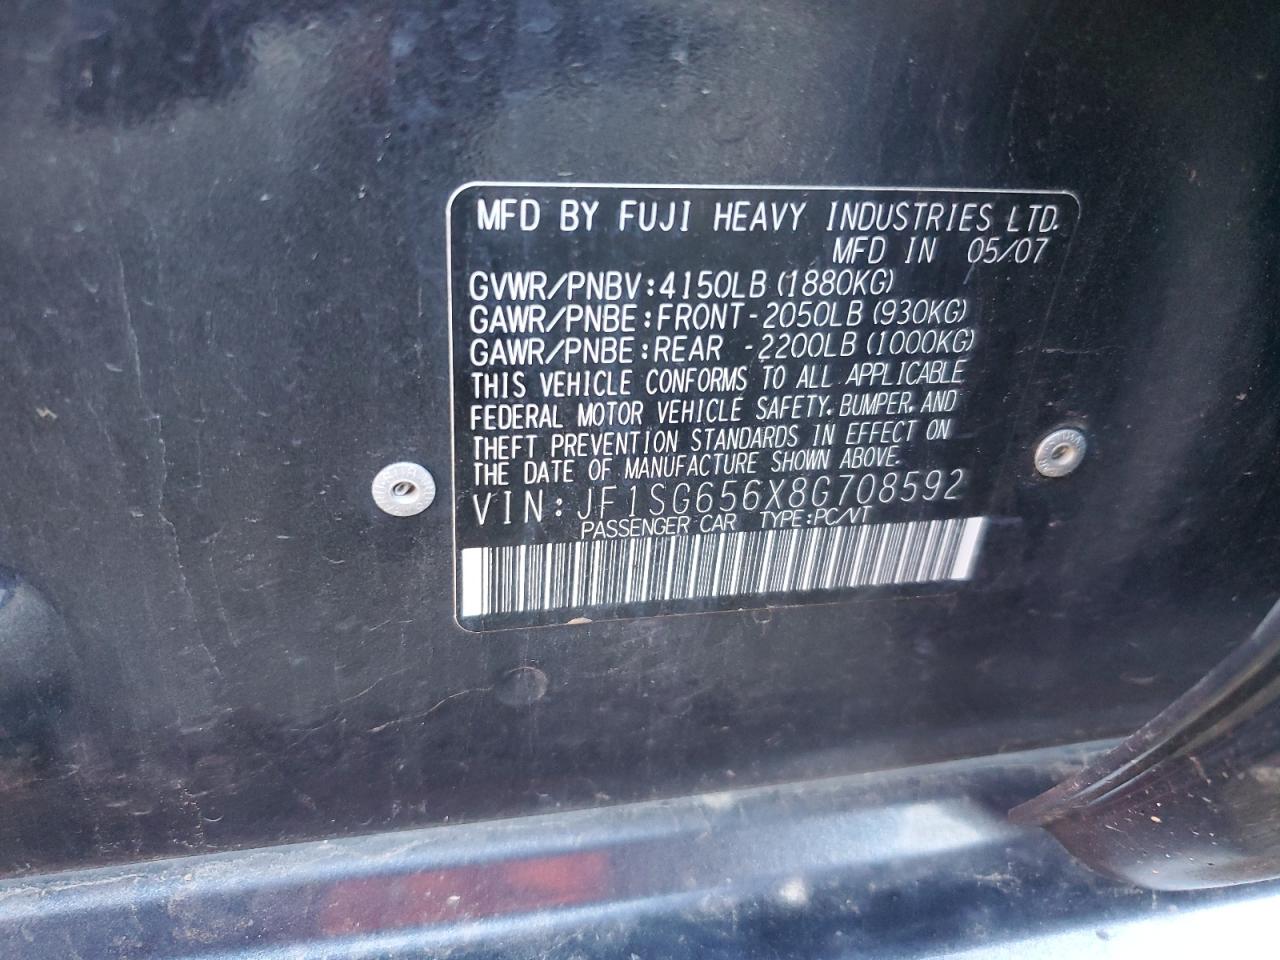 MFD BY FUJI HEAVY INDUSTRIES LTD.
MFD IN 05/07
GVWR/PNBV:4150LB(1880KG)
GAWR/PNBE:FRONT-2050LB(930KG)
GAWR/PNBE:REAR -2200LB(1000KG)
THIS VEHICLE CONFORMS TO ALL APPLICABLE
FEDERAL MOTOR VEHICLE SAFETY, BUMPER, AND
THEFT PREVENTION STANDARDS IN EFFECT ON
THE DATE OF MANUFACTURE SHOWN ABOVE.
VIN:JF1SG656X8G708592
PASSENGER CAR TYPE:PC/VT